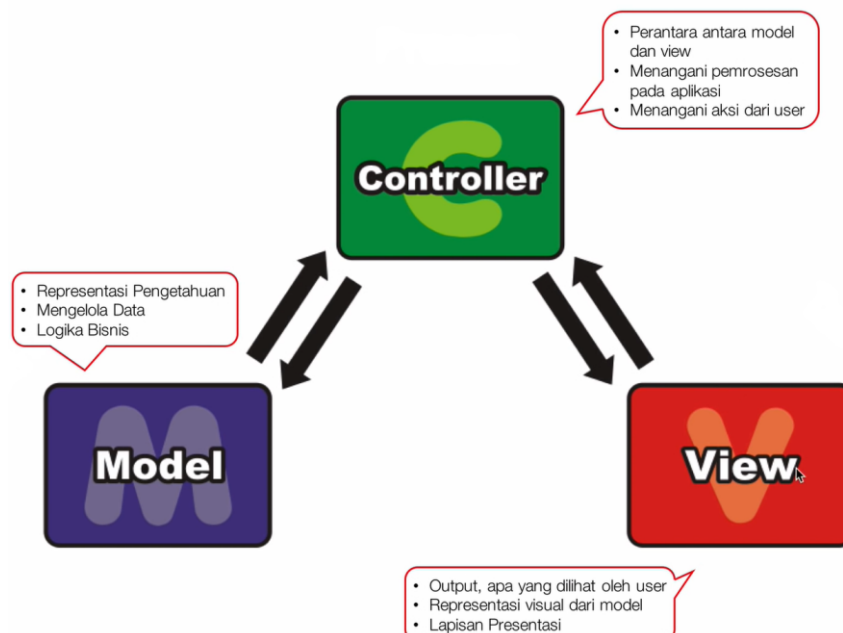 • Perantara antara model
dan view
• Menangani pemrosesan
pada aplikasi
• Menangani aksi dari user
Controller
• Representasi Pengetahuan
• Mengelola Data
• Logika Bisnis
Model
View
• Output, apa yang dilihat oleh user
• Representasi visual dari model
• Lapisan Presentasi